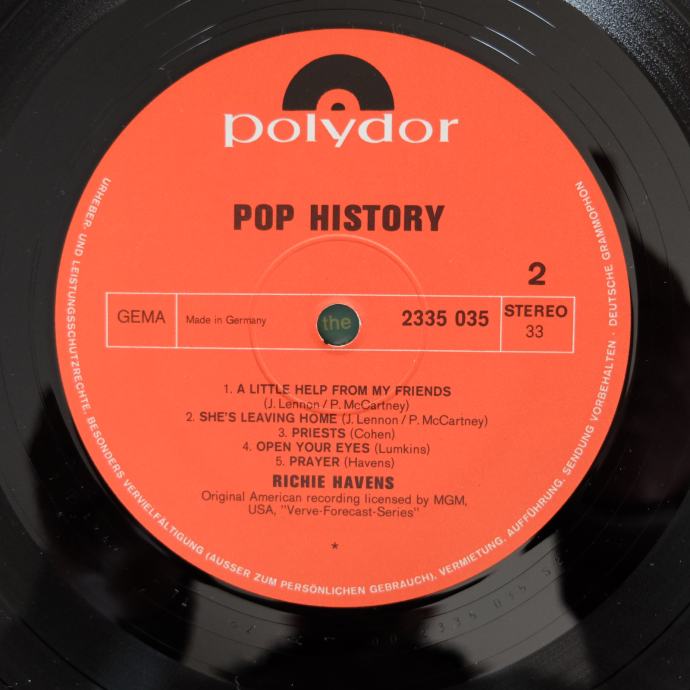 polydor
POP HISTORY
2
GEMA
Made in Germany
the
2335 035
STEREO
33
1. A LITTLE HELP FROM MY FRIENDS
(J. Lennon / P. McCartney)
2. SHE'S LEAVING HOME (J. Lennon / P. McCartney)
3. PRIESTS (Cohen)
4. OPEN YOUR EYES (Lumkins)
5. PRAYER (Havens)
RICHIE HAVENS
Original American recording licensed by MGM,
USA, "Verve-Forecast-Series"
*
URHEBER- UND LEISTUNGSSCHUTZRECHTE, BESONDERS VERVIELFÄLTIGUNG (AUSSER ZUM PERSÖNLICHEN GEBRAUCH), VERMIETUNG, AUFFÜHRUNG, SENDUNG VORBEHALTEN · DEUTSCHE GRAMMOPHON